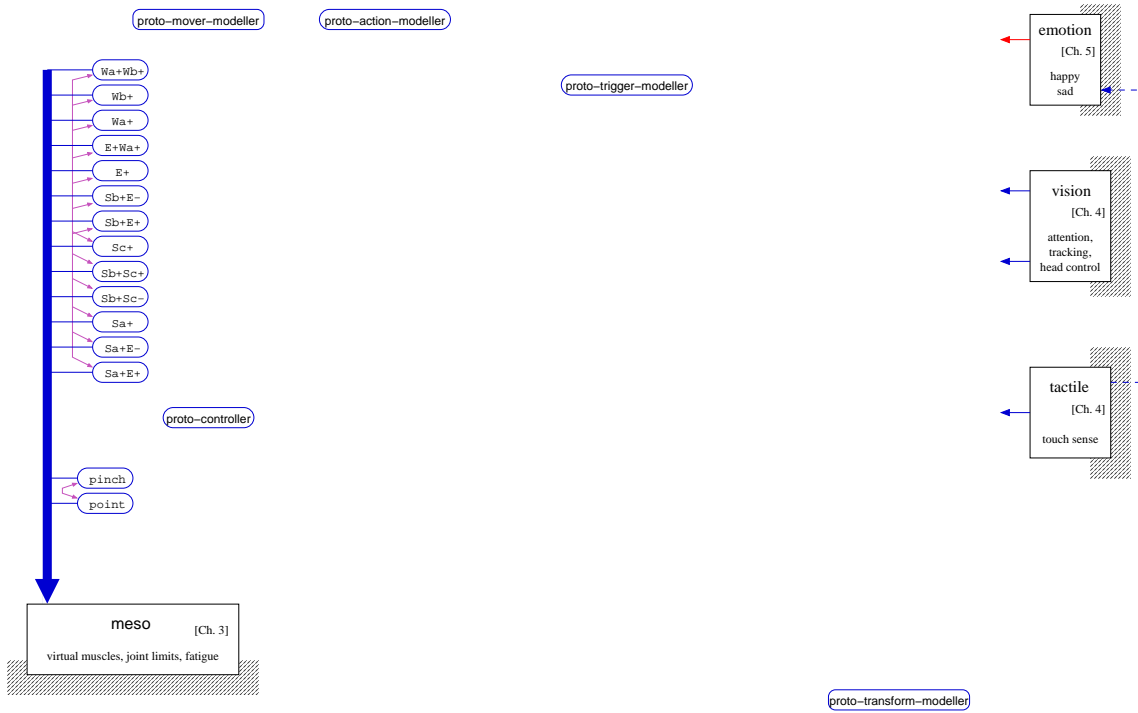 proto-mover-modeller
proto-action-modeller
emotion
[Ch. 5]
happy
sad
Wa+Wb+
Wb+
Wa+
E+Wa+
E+
Sb+E-
Sb+E+
Sc+
Sb+Sc+
Sb+Sc-
Sa+
Sa+E-
Sa+E+
proto-trigger-modeller
vision
[Ch. 4]
attention,
tracking,
head control
tactile
[Ch. 4]
touch sense
proto-controller
pinch
point
meso
[Ch. 3]
virtual muscles, joint limits, fatigue
proto-transform-modeller